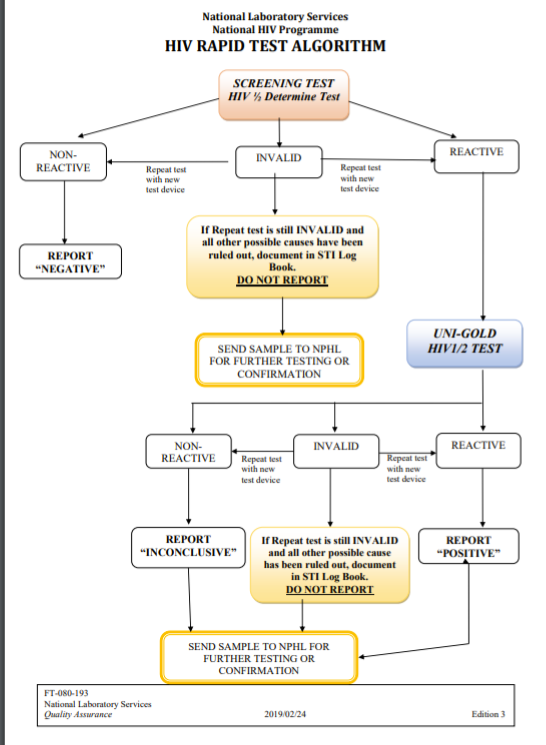 National Laboratory Services
National HIV Programme
HIV RAPID TEST ALGORITHM
SCREENING TEST
HIV ½ Determine Test
NON-
REACTIVE
INVALID
REACTIVE
Repeat test
with new
test device
Repeat test
with new
test device
If Repeat test is still INVALID and
all other possible causes have been
ruled out, document in STI Log
Book.
DO NOT REPORT
REPORT
“NEGATIVE”
UNI-GOLD
HIV1/2 TEST
SEND SAMPLE TO NPHL
FOR FURTHER TESTING OR
CONFIRMATION
NON-
REACTIVE
INVALID
REACTIVE
Repeat test
with new
test device
Repeat test
with new
test device
REPORT
“INCONCLUSIVE”
If Repeat test is still INVALID
and all other possible cause
has been ruled out, document
in STI Log Book.
DO NOT REPORT
REPORT
“POSITIVE”
SEND SAMPLE TO NPHL FOR
FURTHER TESTING OR
CONFIRMATION
FT-080-193
National Laboratory Services
Quality Assurance
2019/02/24
Edition 3